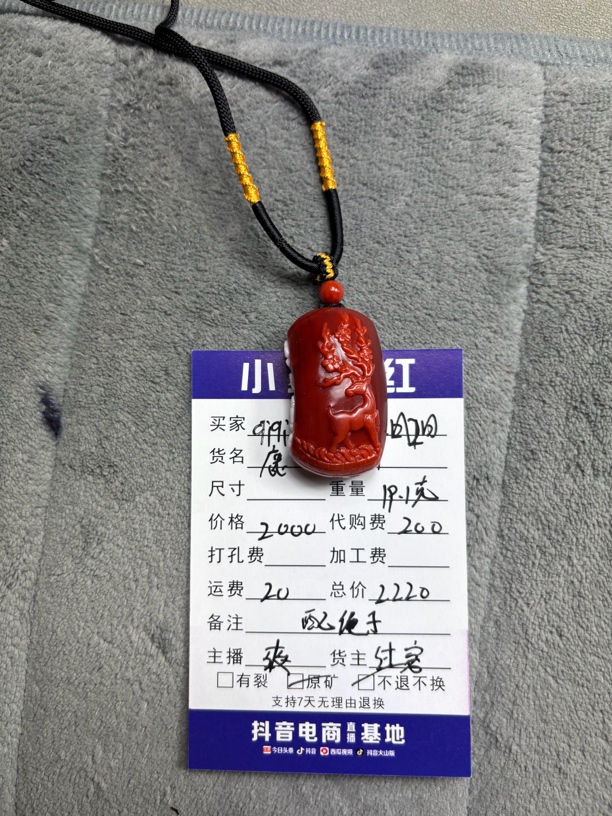 小 红
买家
货名 鹿
尺寸 重量 19.1克
价格 2000 代购费 200
打孔费 加工费
运费 20 总价 2220
备注 配绳子
主播 爽 货主
有裂 原矿 不退不换
支持7天无理由退换
抖音电商直播基地
今日头条 抖音 西瓜视频 抖音火山版